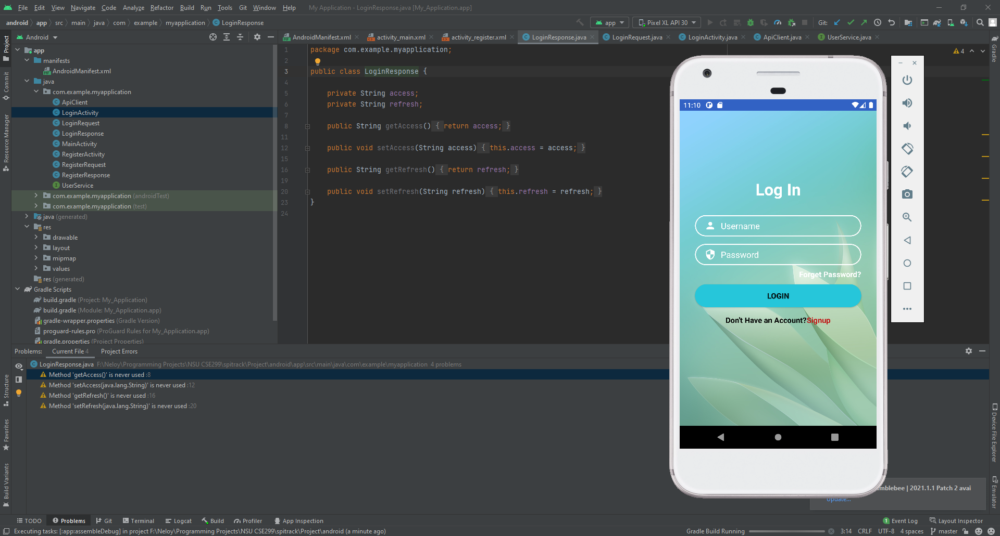 File Edit View Navigate Code Analyze Refactor Build Run Tools Git Window Help My Application - LoginResponse.java [My_Application.app]
android app src main java com example myapplication LoginResponse app Pixel XL API 30 Git:
Project
Commit
Resource Manager
Structure
Favorites
Build Variants
Android
app
manifests
AndroidManifest.xml
java
com.example.myapplication
ApiClient
LoginActivity
LoginRequest
LoginResponse
MainActivity
RegisterActivity
RegisterRequest
RegisterResponse
UserService
com.example.myapplication (androidTest)
com.example.myapplication (test)
java (generated)
res
drawable
layout
mipmap
values
res (generated)
Gradle Scripts
build.gradle (Project: My_Application)
build.gradle (Module: My_Application.app)
gradle-wrapper.properties (Gradle Version)
proguard-rules.pro (ProGuard Rules for My_Application.app)
gradle.properties (Project Properties)
AndroidManifest.xml activity_main.xml activity_register.xml LoginResponse.java LoginRequest.java LoginActivity.java ApiClient.java UserService.java
4
1 package com.example.myapplication;
2
3 public class LoginResponse {
4
5 private String access;
6 private String refresh;
7
8 public String getAccess() { return access; }
11
12 public void setAccess(String access) { this.access = access; }
15
16 public String getRefresh() { return refresh; }
19
20 public void setRefresh(String refresh) { this.refresh = refresh; }
23 }
24
11:10
Log In
Username
Password
Forget Password?
LOGIN
Don't Have an Account?Signup
Gradle
Device File Explorer
Emulator
Problems: Current File 4 Project Errors
LoginResponse.java F:\Neloy\Programming Projects\NSU CSE299\spitrack\Project\android\app\src\main\java\com\example\myapplication 4 problems
Method 'getAccess()' is never used :8
Method 'setAccess(java.lang.String)' is never used :12
Method 'getRefresh()' is never used :16
Method 'setRefresh(java.lang.String)' is never used :20
mblebee | 2021.1.1 Patch 2 avai
Update...
TODO Problems Git Terminal Logcat Build Profiler App Inspection 1 Event Log Layout Inspector
Executing tasks: [:app:assembleDebug] in project F:\Neloy\Programming Projects\NSU CSE299\spitrack\Project\android (a minute ago) Gradle Build Running 3:14 CRLF UTF-8 4 spaces master